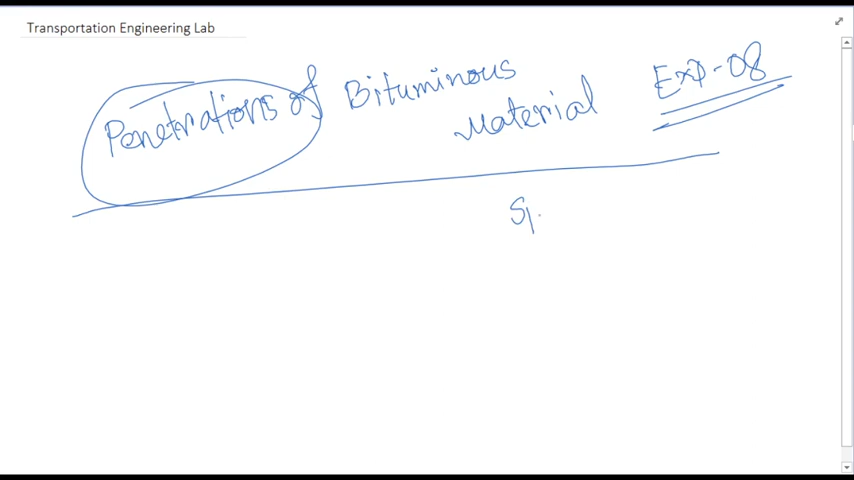 Transportation Engineering Lab
Penetrations of Bituminous Material
Exp-08